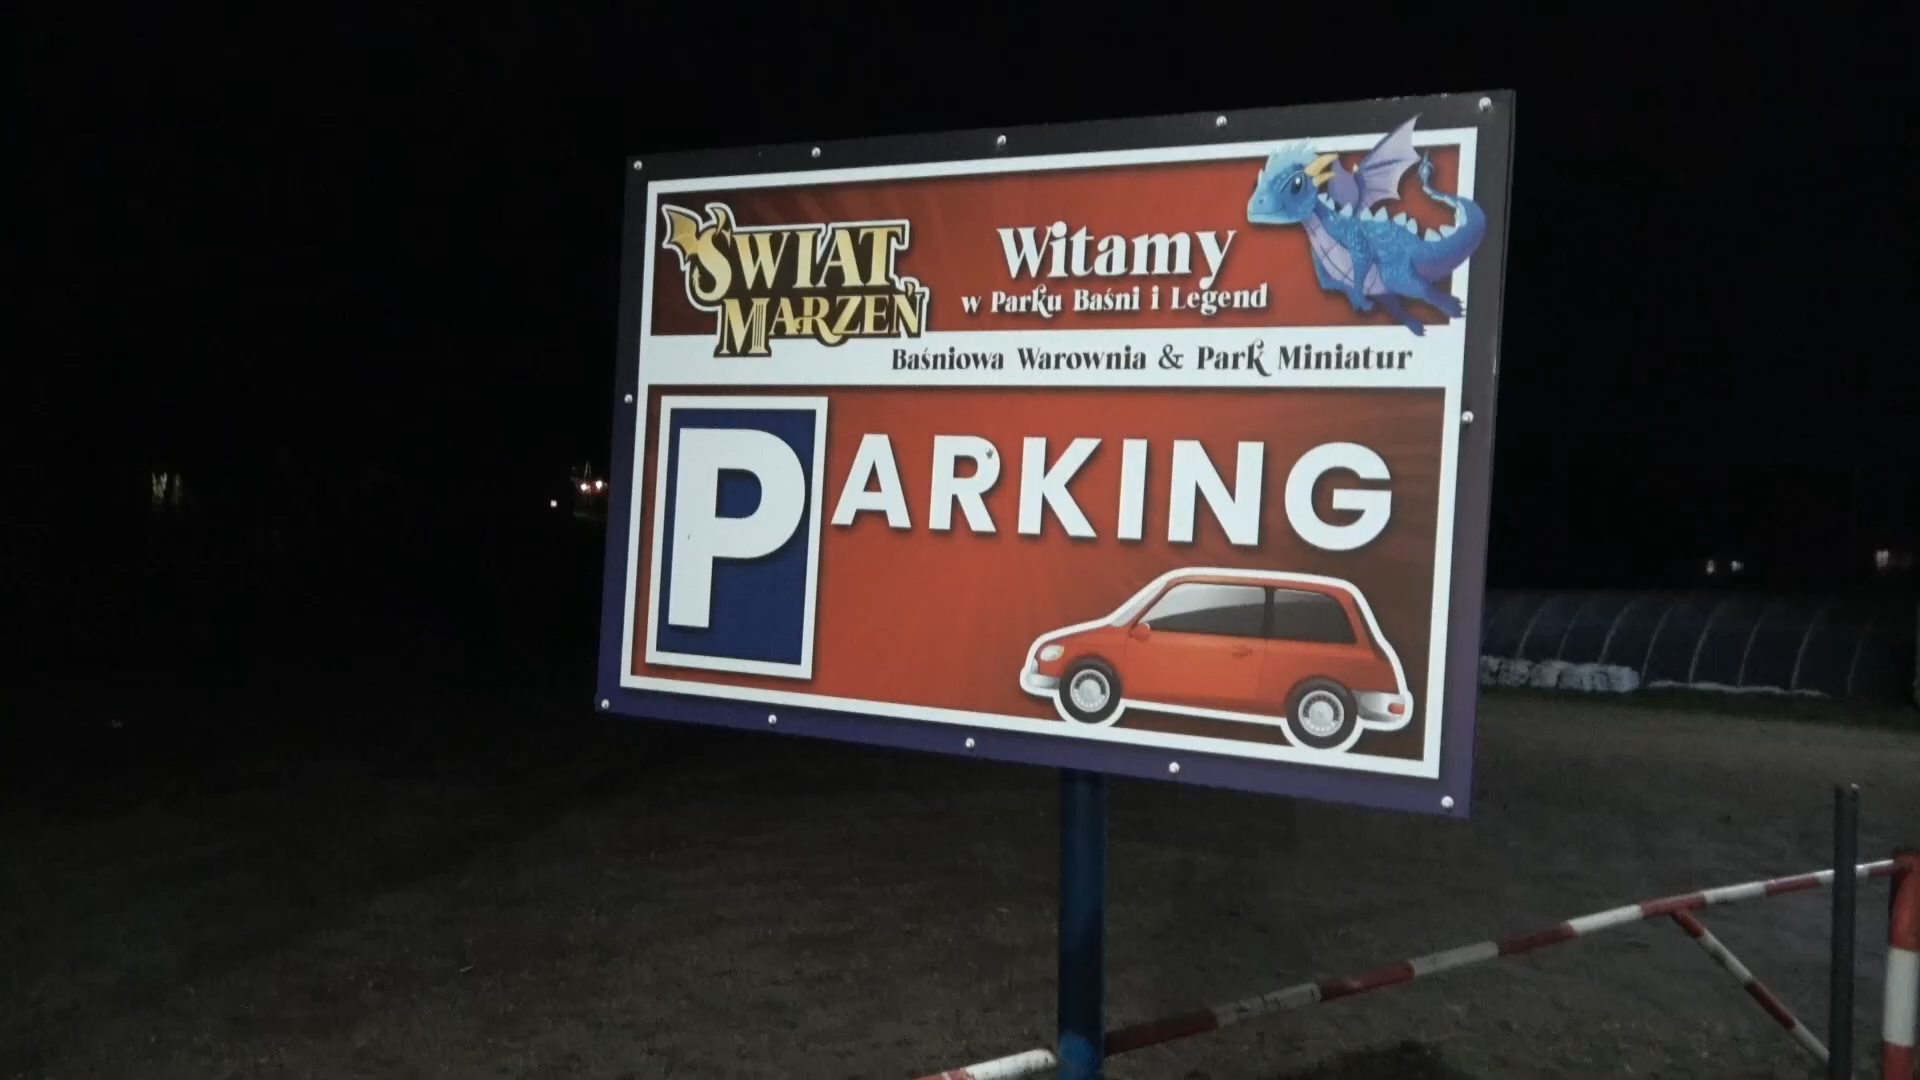 ŚWIAT
MARZEŃ
Witamy
w Parku Baśni i Legend
Baśniowa Warownia & Park Miniatur
PARKING